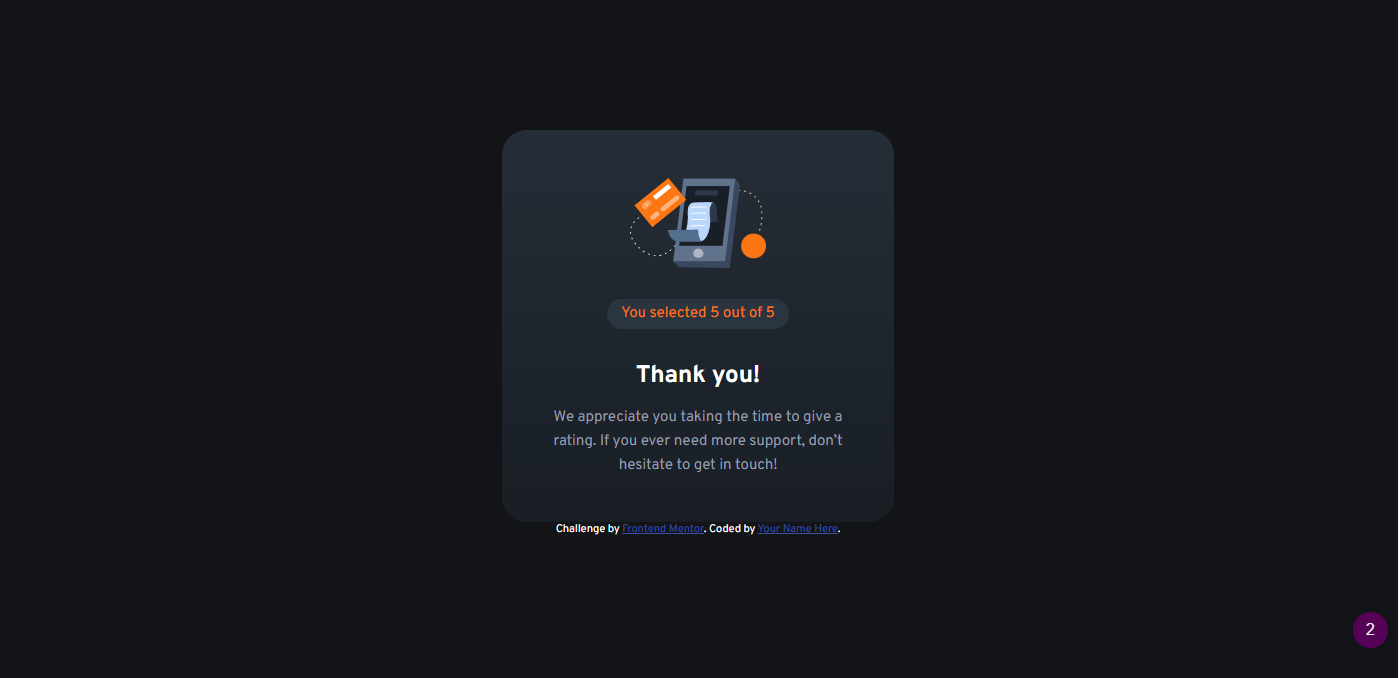 You selected 5 out of 5
Thank you!
We appreciate you taking the time to give a
rating. If you ever need more support, don’t
hesitate to get in touch!
Challenge by Frontend Mentor. Coded by Your Name Here.
2